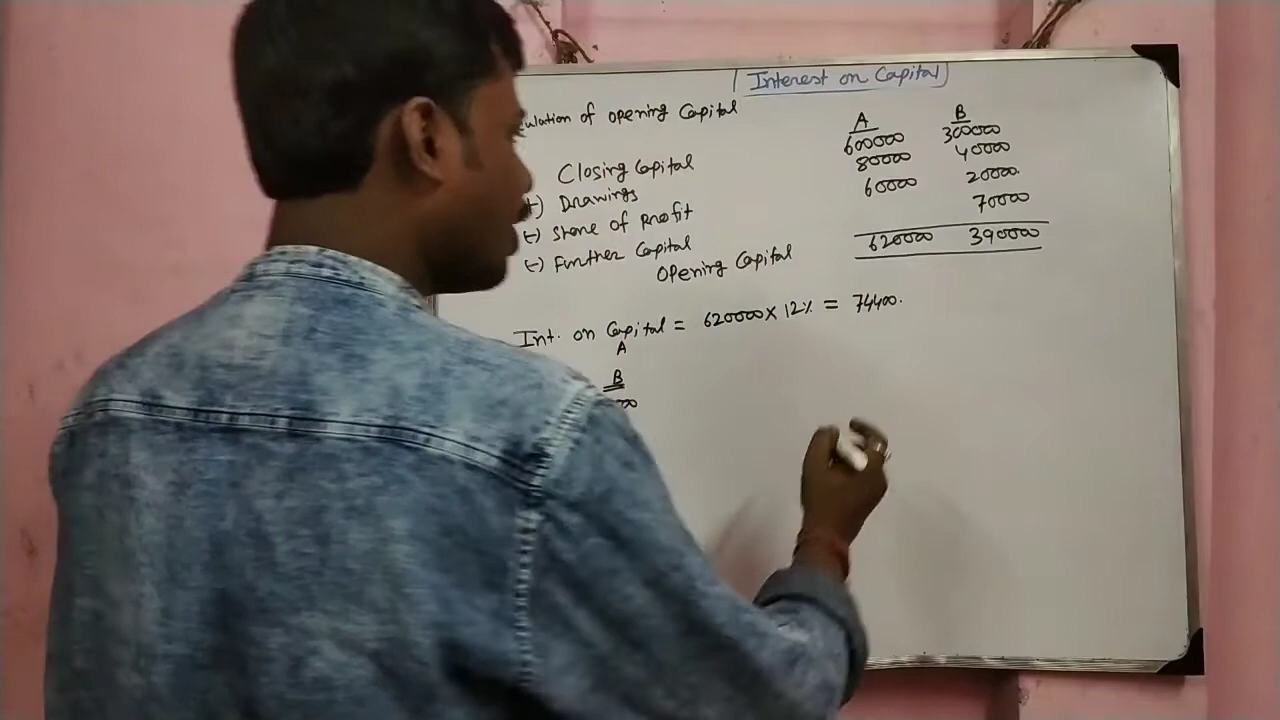 Interest on Capital
ulation of opening Capital
A B
Closing Capital 600000 300000
+) Drawings 80000 40000
(-) Share of Profit 60000 20000.
(-) Further Capital 70000
Opening Capital 620000 390000
Int. on Capital = 620000 x 12% = 74400.
A
B